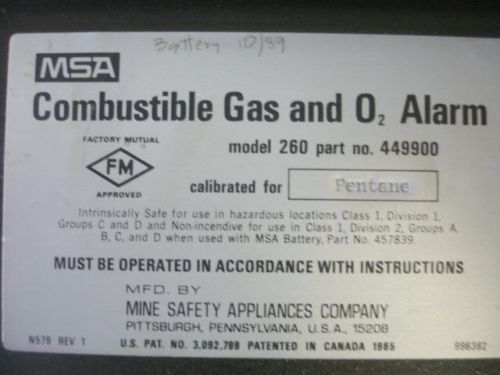 Battery 10/89
MSA
Combustible Gas and O₂ Alarm
FACTORY MUTUAL
FM
APPROVED
model 260 part no. 449900
calibrated for Pentane
Intrinsically Safe for use in hazardous locations Class I, Division 1,
Groups C and D and Non-incendive for use in Class I, Division 2, Groups A,
B, C, and D when used with MSA Battery, Part No. 457839.
MUST BE OPERATED IN ACCORDANCE WITH INSTRUCTIONS
MFD. BY
MINE SAFETY APPLIANCES COMPANY
PITTSBURGH, PENNSYLVANIA, U.S.A., 15208
N579 REV 1
U.S. PAT. NO. 3,092,799 PATENTED IN CANADA 1965
996382